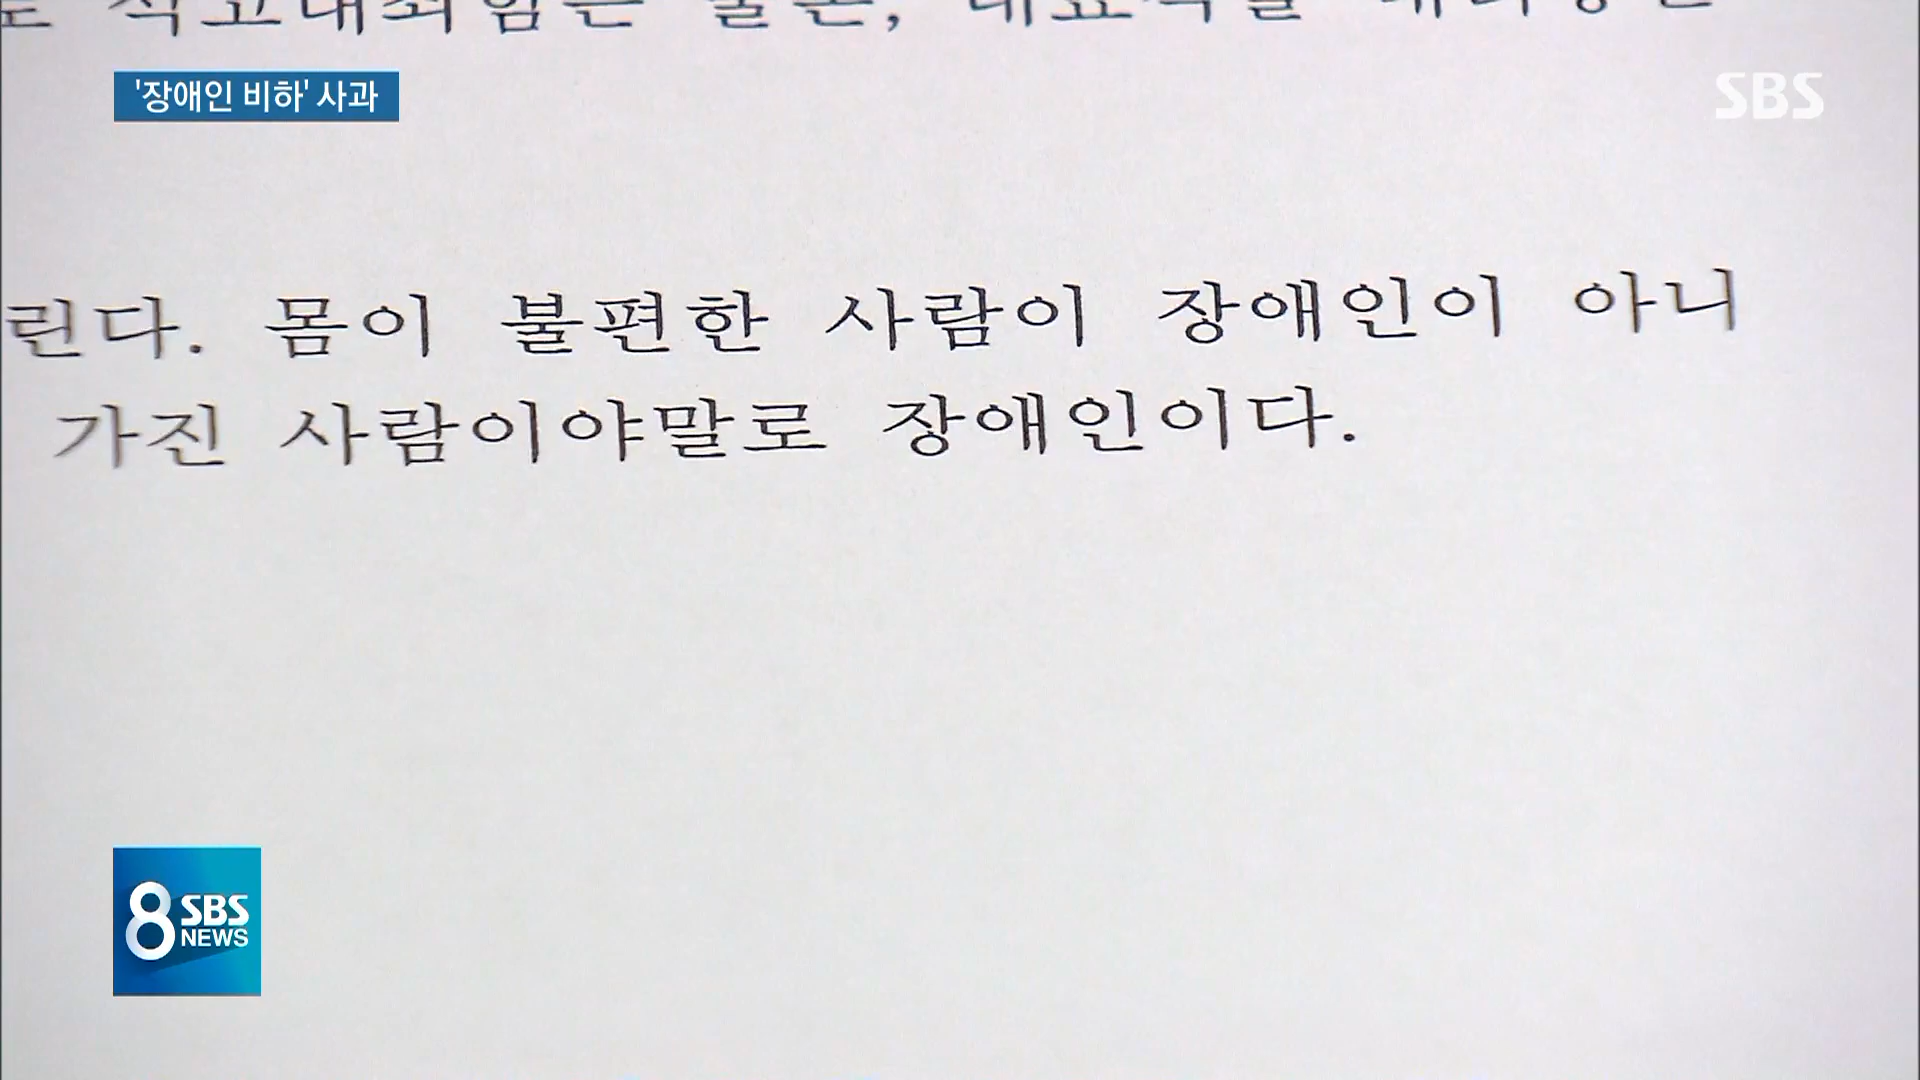 '장애인 비하' 사과
SBS
린다. 몸이 불편한 사람이 장애인이 아니
가진 사람이야말로 장애인이다.
8 SBS
NEWS